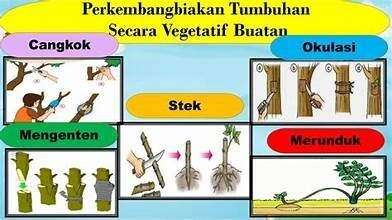 Perkembangbiakan Tumbuhan
Secara Vegetatif Buatan
Cangkok
Okulasi
Stek
Mengenten
Merunduk